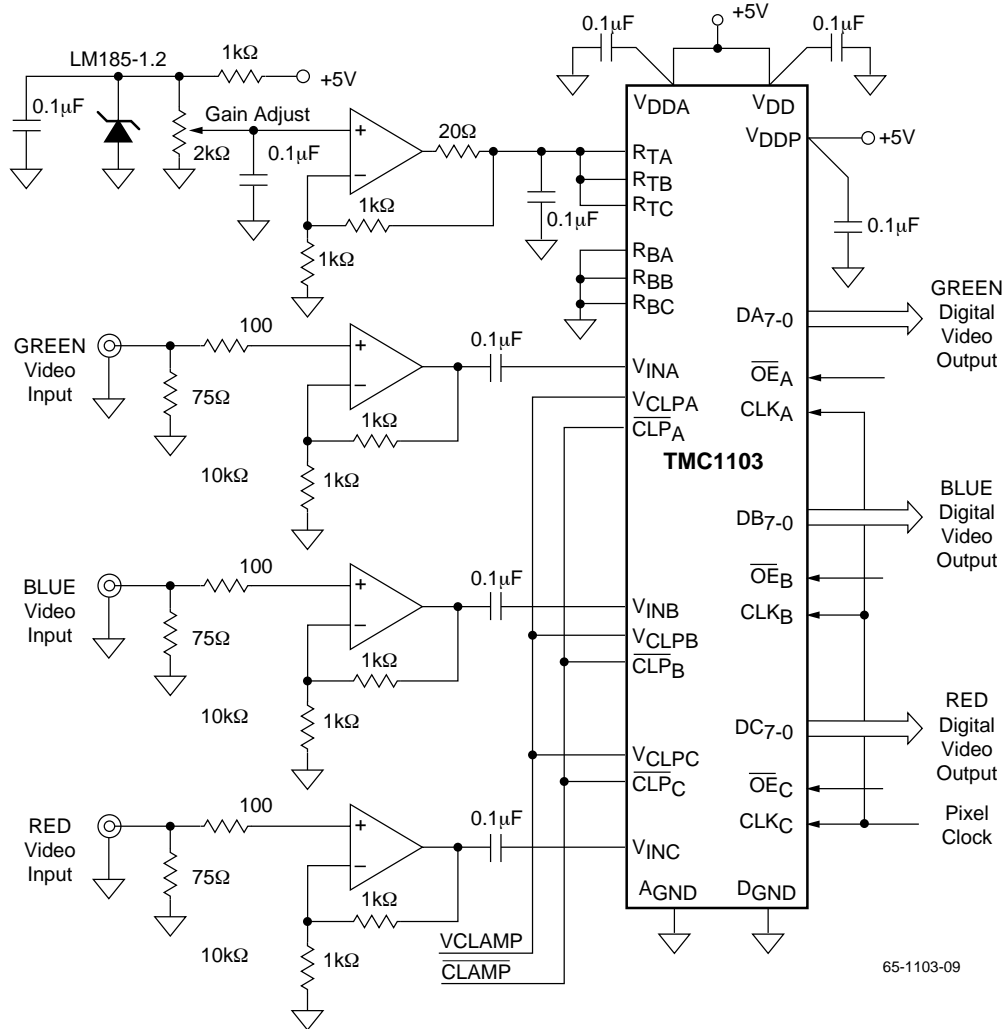 0.1μF
+5V
0.1μF
LM185-1.2
1kΩ
+5V
0.1μF
Gain Adjust
2kΩ
0.1μF
+
−
20Ω
1kΩ
1kΩ
0.1μF
VDDA
VDD
VDDP
+5V
0.1μF
RTA
RTB
RTC
RBA
RBB
RBC
GREEN
Video
Input
100
75Ω
10kΩ
+
−
1kΩ
1kΩ
0.1μF
VINA
VCLPA
CLPA
TMC1103
DA7-0
OEA
CLKA
GREEN
Digital
Video
Output
BLUE
Video
Input
100
75Ω
10kΩ
+
−
1kΩ
1kΩ
0.1μF
VINB
VCLPB
CLPB
DB7-0
OEB
CLKB
BLUE
Digital
Video
Output
RED
Video
Input
100
75Ω
10kΩ
+
−
1kΩ
1kΩ
0.1μF
VCLPC
CLPC
VINC
DC7-0
OEC
CLKC
RED
Digital
Video
Output
Pixel
Clock
AGND
DGND
VCLAMP
CLAMP
65-1103-09